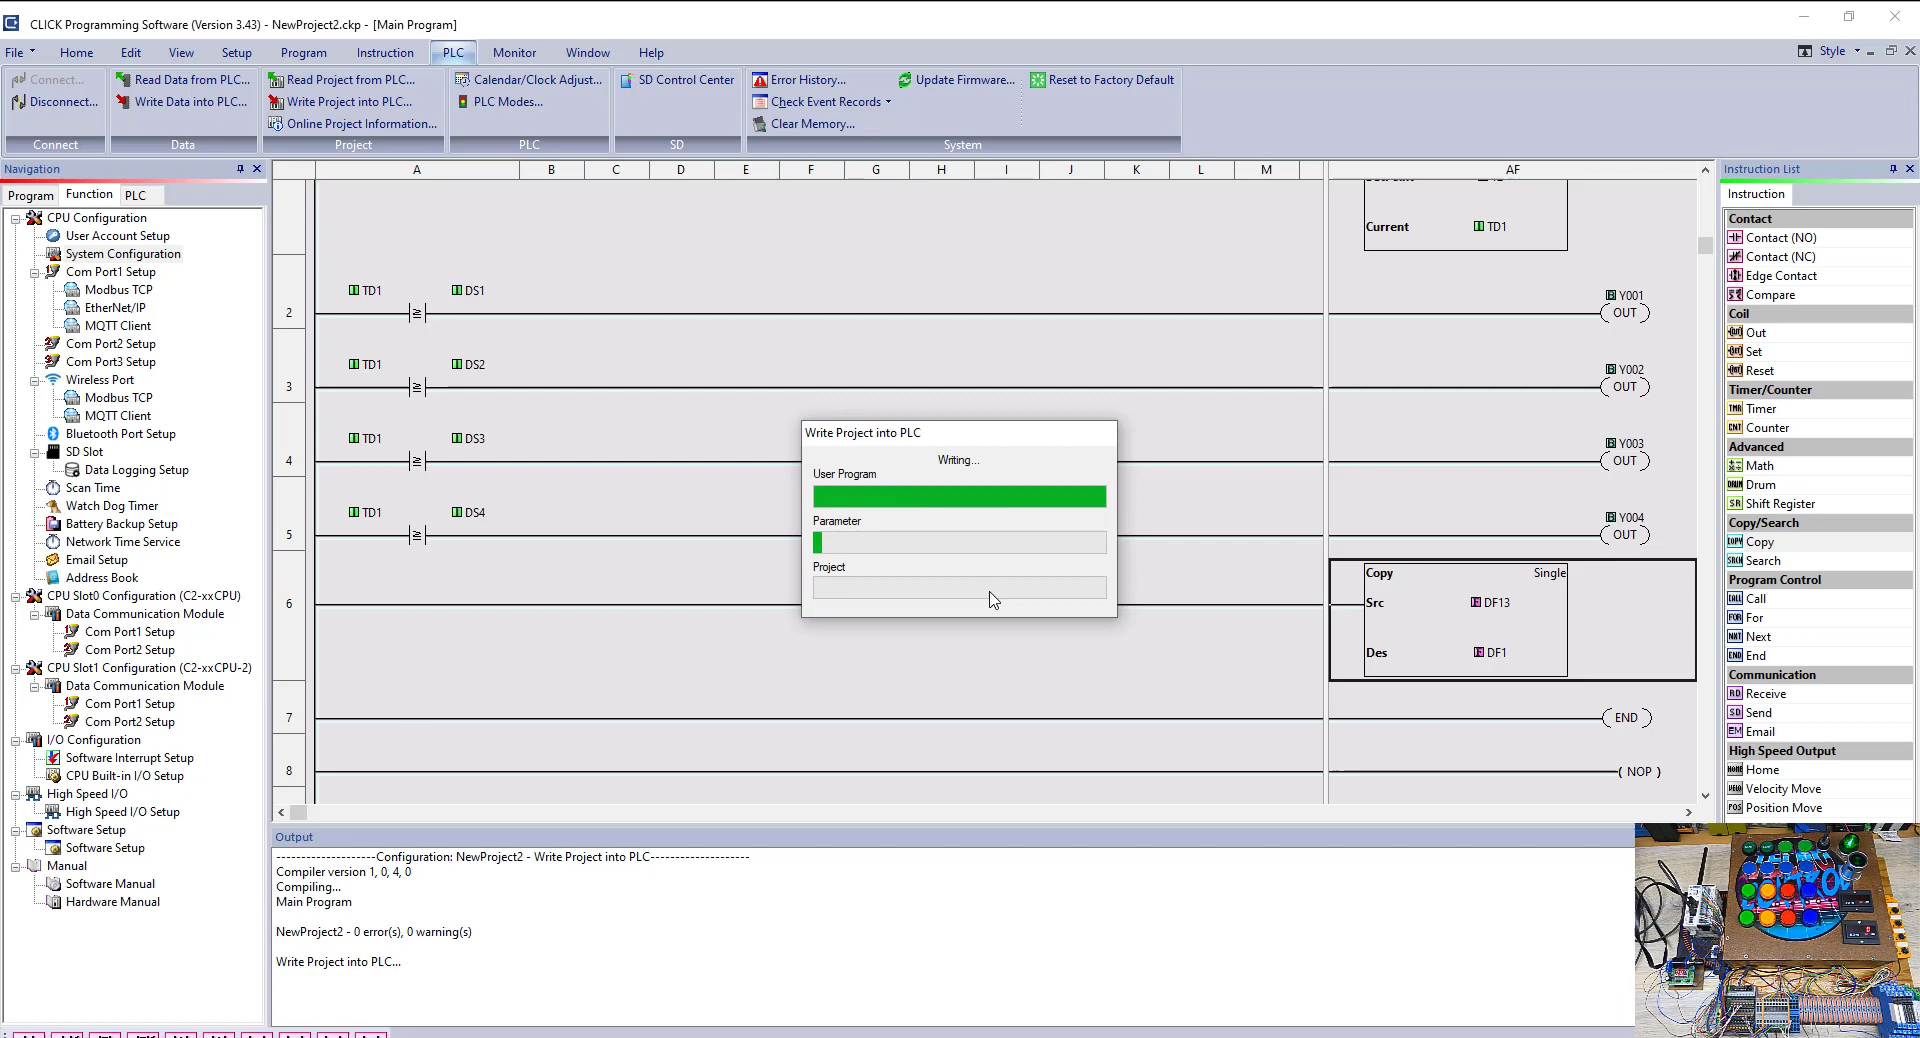 CLICK Programming Software (Version 3.43) - NewProject2.ckp - [Main Program]
File Home Edit View Setup Program Instruction PLC Monitor Window Help Style
Connect... Read Data from PLC... Read Project from PLC... Calendar/Clock Adjust... SD Control Center Error History... Update Firmware... Reset to Factory Default
Disconnect... Write Data into PLC... Write Project into PLC... PLC Modes... Check Event Records
Online Project Information... Clear Memory...
Connect Data Project PLC SD System
Navigation
Program Function PLC
CPU Configuration
User Account Setup
System Configuration
Com Port1 Setup
Modbus TCP
EtherNet/IP
MQTT Client
Com Port2 Setup
Com Port3 Setup
Wireless Port
Modbus TCP
MQTT Client
Bluetooth Port Setup
SD Slot
Data Logging Setup
Scan Time
Watch Dog Timer
Battery Backup Setup
Network Time Service
Email Setup
Address Book
CPU Slot0 Configuration (C2-xxCPU)
Data Communication Module
Com Port1 Setup
Com Port2 Setup
CPU Slot1 Configuration (C2-xxCPU-2)
Data Communication Module
Com Port1 Setup
Com Port2 Setup
I/O Configuration
Software Interrupt Setup
CPU Built-in I/O Setup
High Speed I/O
High Speed I/O Setup
Software Setup
Software Setup
Manual
Software Manual
Hardware Manual
A B C D E F G H I J K L M AF
Current TD1
2 TD1 DS1 Y001 OUT
3 TD1 DS2 Y002 OUT
4 TD1 DS3 Y003 OUT
5 TD1 DS4 Y004 OUT
6 Copy Single
Src DF13
Des DF1
7 END
8 NOP
Write Project into PLC
Writing...
User Program
Parameter
Project
Output
--------------------Configuration: NewProject2 - Write Project into PLC--------------------
Compiler version 1, 0, 4, 0
Compiling...
Main Program
NewProject2 - 0 error(s), 0 warning(s)
Write Project into PLC...
Instruction List
Instruction
Contact
Contact (NO)
Contact (NC)
Edge Contact
Compare
Coil
Out
Set
Reset
Timer/Counter
Timer
Counter
Advanced
Math
Drum
Shift Register
Copy/Search
Copy
Search
Program Control
Call
For
Next
End
Communication
Receive
Send
Email
High Speed Output
Home
Velocity Move
Position Move